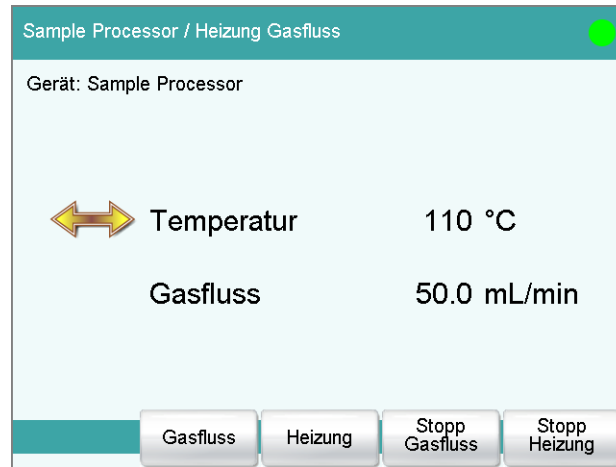 Sample Processor / Heizung Gasfluss
Gerät: Sample Processor
Temperatur 110 °C
Gasfluss 50.0 mL/min
Gasfluss Heizung Stopp Gasfluss Stopp Heizung